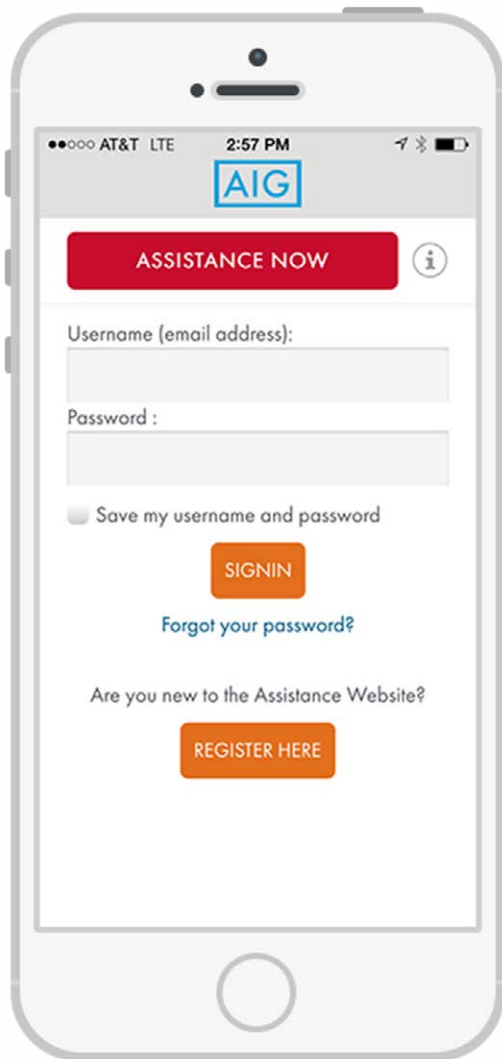 AT&T LTE 2:57 PM
AIG
ASSISTANCE NOW
i
Username (email address):
Password :
Save my username and password
SIGNIN
Forgot your password?
Are you new to the Assistance Website?
REGISTER HERE